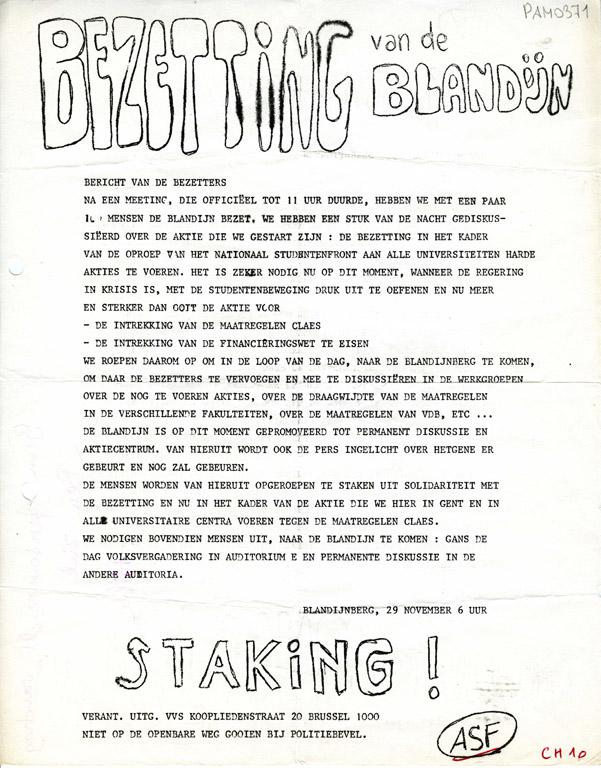 PAM0371
BEZETTING van de
BLANDIJN
BERICHT VAN DE BEZETTERS
NA EEN MEETING, DIE OFFICIËEL TOT 11 UUR DUURDE, HEBBEN WE MET EEN PAAR
MENSEN DE BLANDIJN BEZET. WE HEBBEN EEN STUK VAN DE NACHT GEDISKUS-
SIËERD OVER DE AKTIE DIE WE GESTART ZIJN : DE BEZETTING IN HET KADER
VAN DE OPROEP VAN HET NATIONAAL STUDENTENFRONT AAN ALLE UNIVERSITEITEN HARDE
AKTIES TE VOEREN. HET IS ZEKER NODIG NU OP DIT MOMENT, WANNEER DE REGERING
IN KRISIS IS, MET DE STUDENTENBEWEGING DRUK UIT TE OEFENEN EN NU MEER
EN STERKER DAN OOIT DE AKTIE VOOR
- DE INTREKKING VAN DE MAATREGELEN CLAES
- DE INTREKKING VAN DE FINANCIËRINGSWET TE EISEN
WE ROEPEN DAAROM OP OM IN DE LOOP VAN DE DAG, NAAR DE BLANDIJNBERG TE KOMEN,
OM DAAR DE BEZETTERS TE VERVOEGEN EN MEE TE DISKUSSIËREN IN DE WERKGROEPEN
OVER DE NOG TE VOEREN AKTIES, OVER DE DRAAGWIJDTE VAN DE MAATREGELEN
IN DE VERSCHILLENDE FAKULTEITEN, OVER DE MAATREGELEN VAN VDB, ETC ...
DE BLANDIJN IS OP DIT MOMENT GEPROMOVEERD TOT PERMANENT DISKUSSIE EN
AKTIECENTRUM. VAN HIERUIT WORDT OOK DE PERS INGELICHT OVER HETGENE ER
GEBEURT EN NOG ZAL GEBEUREN.
DE MENSEN WORDEN VAN HIERUIT OPGEROEPEN TE STAKEN UIT SOLIDARITEIT MET
DE BEZETTING EN NU IN HET KADER VAN DE AKTIE DIE WE HIER IN GENT EN IN
ALLE UNIVERSITAIRE CENTRA VOEREN TEGEN DE MAATREGELEN CLAES.
WE NODIGEN BOVENDIEN MENSEN UIT, NAAR DE BLANDIJN TE KOMEN : GANS DE
DAG VOLKSVERGADERING IN AUDITORIUM E EN PERMANENTE DISKUSSIE IN DE
ANDERE AUDITORIA.
BLANDIJNBERG, 29 NOVEMBER 6 UUR
STAKING !
VERANT. UITG. VVS KOOPLIEDENSTRAAT 20 BRUSSEL 1000
NIET OP DE OPENBARE WEG GOOIEN BIJ POLITIEBEVEL.
ASF
CH 10